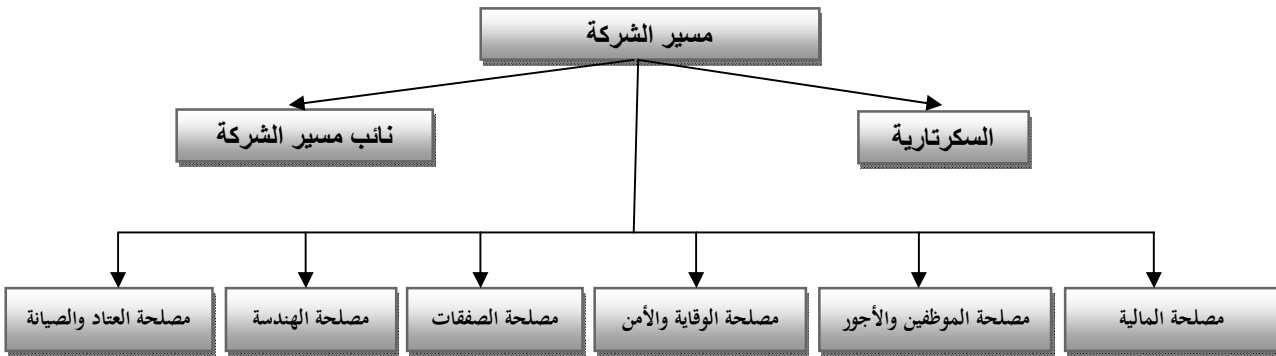 مسير الشركة
السكرتارية
نائب مسير الشركة
مصلحة المالية
مصلحة الموظفين والأجور
مصلحة الوقاية والأمن
مصلحة الصفقات
مصلحة الهندسة
مصلحة العتاد والصيانة